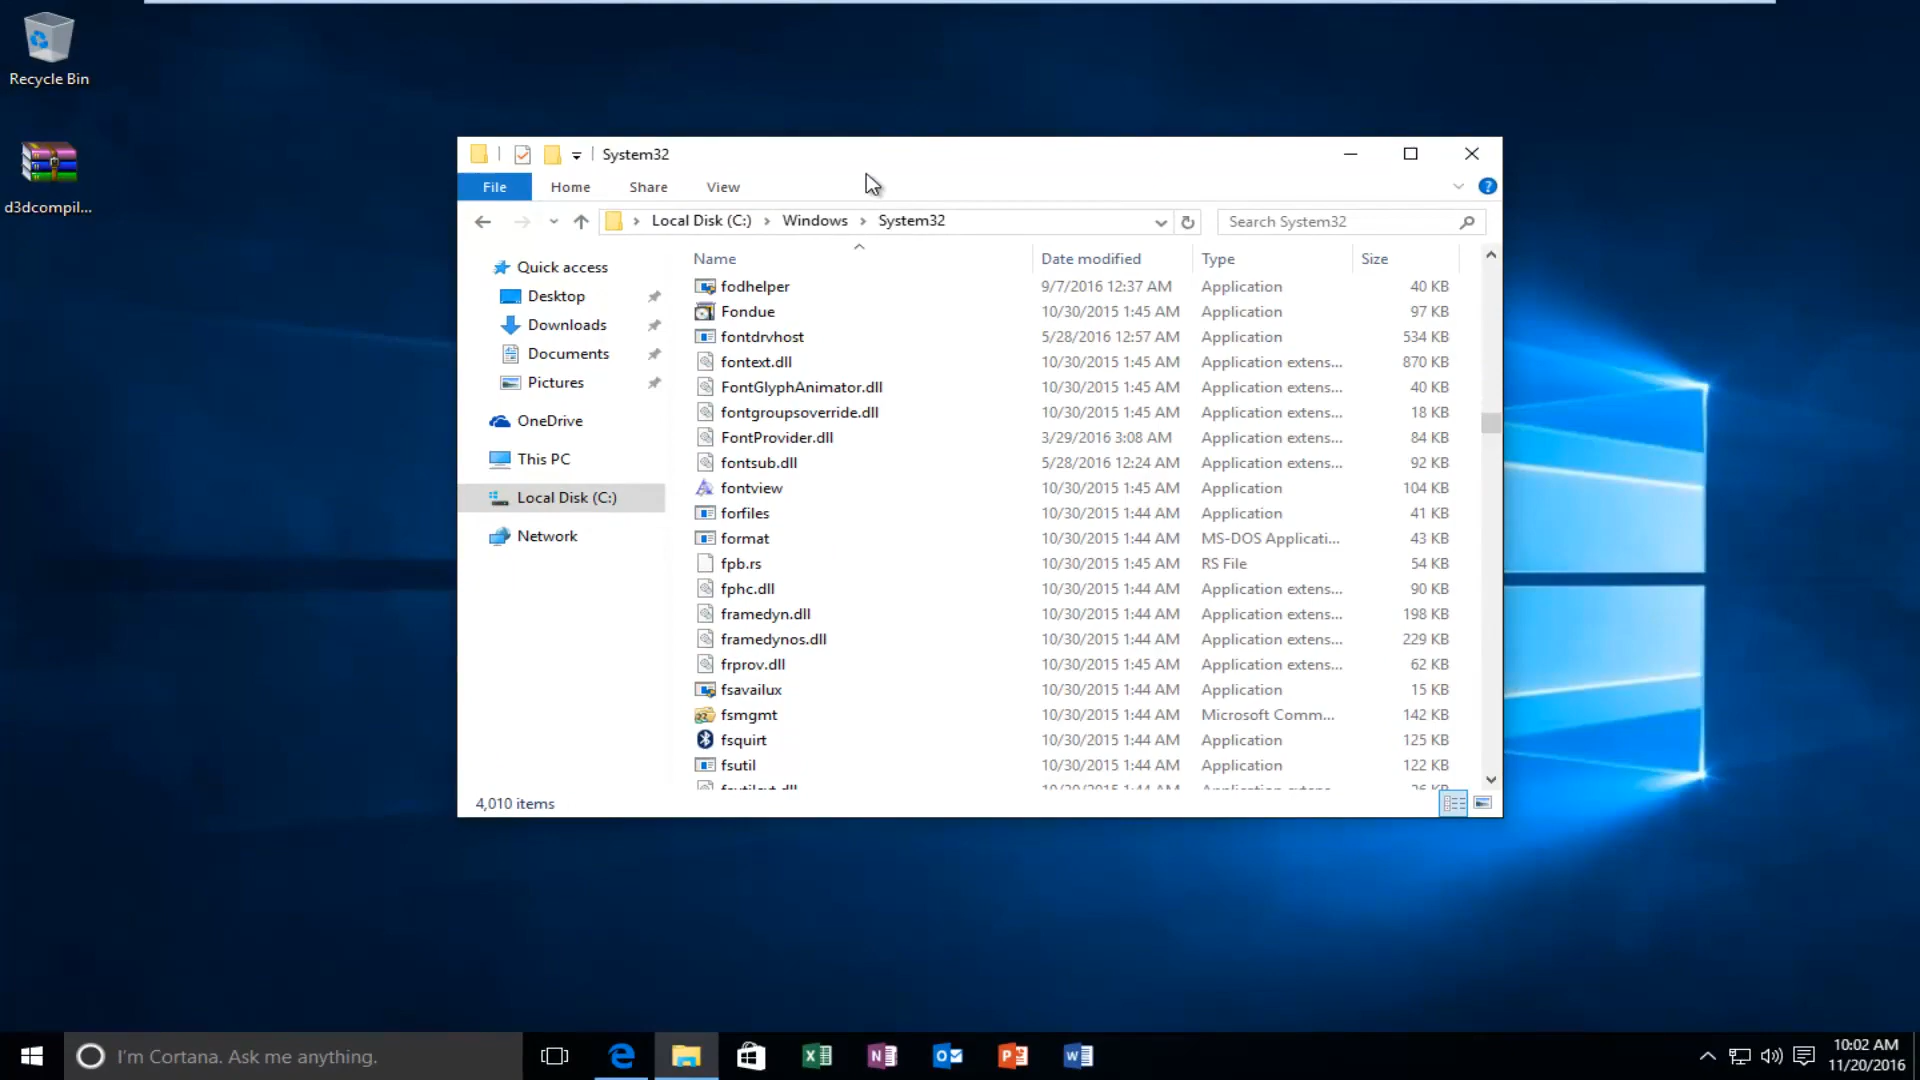 Recycle Bin
d3dcompil...
System32
File Home Share View
Local Disk (C:) Windows System32
Search System32
Quick access
Desktop
Downloads
Documents
Pictures
OneDrive
This PC
Local Disk (C:)
Network
Name Date modified Type Size
fodhelper 9/7/2016 12:37 AM Application 40 KB
Fondue 10/30/2015 1:45 AM Application 97 KB
fontdrvhost 5/28/2016 12:57 AM Application 534 KB
fontext.dll 10/30/2015 1:45 AM Application extens... 870 KB
FontGlyphAnimator.dll 10/30/2015 1:45 AM Application extens... 40 KB
fontgroupsoverride.dll 10/30/2015 1:45 AM Application extens... 18 KB
FontProvider.dll 3/29/2016 3:08 AM Application extens... 84 KB
fontsub.dll 5/28/2016 12:24 AM Application extens... 92 KB
fontview 10/30/2015 1:45 AM Application 104 KB
forfiles 10/30/2015 1:44 AM Application 41 KB
format 10/30/2015 1:44 AM MS-DOS Applicati... 43 KB
fpb.rs 10/30/2015 1:45 AM RS File 54 KB
fphc.dll 10/30/2015 1:44 AM Application extens... 90 KB
framedyn.dll 10/30/2015 1:44 AM Application extens... 198 KB
framedynos.dll 10/30/2015 1:44 AM Application extens... 229 KB
frprov.dll 10/30/2015 1:45 AM Application extens... 62 KB
fsavailux 10/30/2015 1:44 AM Application 15 KB
fsmgmt 10/30/2015 1:44 AM Microsoft Comm... 142 KB
fsquirt 10/30/2015 1:44 AM Application 125 KB
fsutil 10/30/2015 1:44 AM Application 122 KB
4,010 items
I'm Cortana. Ask me anything.
10:02 AM
11/20/2016